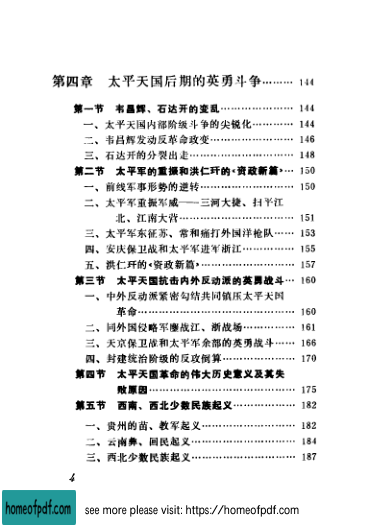 第四章 太平天国后期的英勇斗争……… 144
第一节 韦昌辉、石达开的变乱………………… 144
一、太平天国内部阶级斗争的尖锐化………… 144
二、韦昌辉发动反革命政变…………………… 146
三、石达开的分裂出走………………………… 148
第二节 太平军的重振和洪仁玕的《资政新篇》… 150
一、前线军事形势的逆转……………………… 150
二、太平军重振军威——三河大捷、扫平江
北、江南大营………………………………… 151
三、太平军东征苏、常和痛打外国洋枪队…… 153
四、安庆保卫战和太平军进军浙江…………… 155
五、洪仁玕的《资政新篇》…………………… 157
第三节 太平天国抗击内外反动派的英勇战斗… 160
一、中外反动派紧密勾结共同镇压太平天国
革命…………………………………………… 160
二、同外国侵略军鏖战江、浙战场…………… 161
三、天京保卫战和太平军余部的英勇战斗…… 166
四、封建统治阶级的反攻倒算………………… 170
第四节 太平天国革命的伟大历史意义及其失
败原因………………………………………… 175
第五节 西南、西北少数民族起义……………… 182
一、贵州的苗、教军起义……………………… 182
二、云南彝、回民起义………………………… 184
三、西北少数民族起义………………………… 187
4
homeofpdf.com see more please visit: https://homeofpdf.com